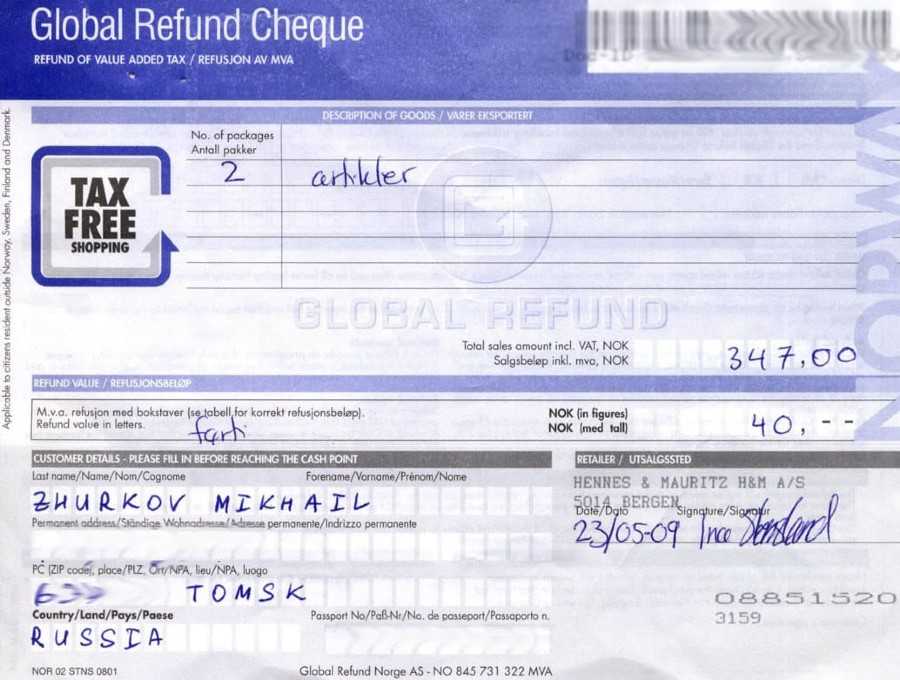 Global Refund Cheque
REFUND OF VALUE ADDED TAX / REFUSJON AV MVA
DESCRIPTION OF GOODS / VARER EKSPORTERT
No. of packages
Antall pakker
2 artikler
TAX
FREE
SHOPPING
GLOBAL REFUND
NORWAY
Applicable to citizens resident outside Norway, Sweden, Finland and Denmark.
Total sales amount incl. VAT, NOK
Salgsbeløp inkl. mva, NOK
347,00
REFUND VALUE / REFUSJONSBELØP
M.v.a. refusjon med bokstaver (se tabell for korrekt refusjonsbeløp).
Refund value in letters.
førti
NOK (in figures)
NOK (med tall)
40, --
CUSTOMER DETAILS - PLEASE FILL IN BEFORE REACHING THE CASH POINT
Last name/Name/Nom/Cognome Forename/Vorname/Prénom/Nome
ZHURKOV MIKHAIL
Permanent address/Ständige Wohnadresse/Adresse permanente/Indrizzo permanente
PC (ZIP code), place/PLZ, Ort/NPA, lieu/NPA, luogo
TOMSK
Country/Land/Pays/Paese Passport No/Paß-Nr/No. de passeport/Passaporto n.
RUSSIA
RETAILER / UTSALGSSTED
HENNES & MAURITZ H&M A/S
5014 BERGEN
Date/Dato Signature/Signatur
23/05-09
08851520
3159
NOR 02 STNS 0801 Global Refund Norge AS - NO 845 731 322 MVA